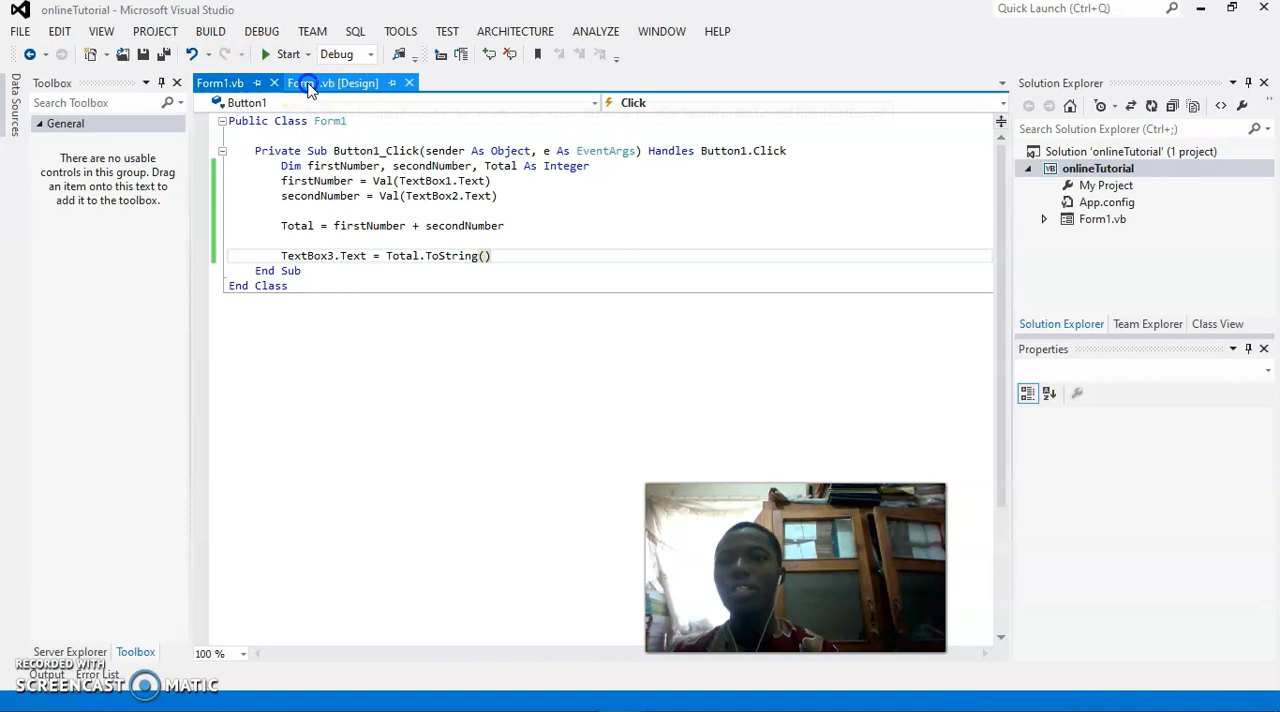 onlineTutorial - Microsoft Visual Studio
Quick Launch (Ctrl+Q)
FILE EDIT VIEW PROJECT BUILD DEBUG TEAM SQL TOOLS TEST ARCHITECTURE ANALYZE WINDOW HELP
Start Debug
Data Sources
Toolbox
Search Toolbox
General
There are no usable
controls in this group. Drag
an item onto this text to
add it to the toolbox.
Server Explorer Toolbox
Output Error List
Form1.vb
.vb [Design]
Button1
Click
Public Class Form1
Private Sub Button1_Click(sender As Object, e As EventArgs) Handles Button1.Click
Dim firstNumber, secondNumber, Total As Integer
firstNumber = Val(TextBox1.Text)
secondNumber = Val(TextBox2.Text)
Total = firstNumber + secondNumber
TextBox3.Text = Total.ToString()
End Sub
End Class
100 %
Solution Explorer
Search Solution Explorer (Ctrl+;)
Solution 'onlineTutorial' (1 project)
VB onlineTutorial
My Project
App.config
Form1.vb
Solution Explorer Team Explorer Class View
Properties
RECORDED WITH
SCREENCAST MATIC